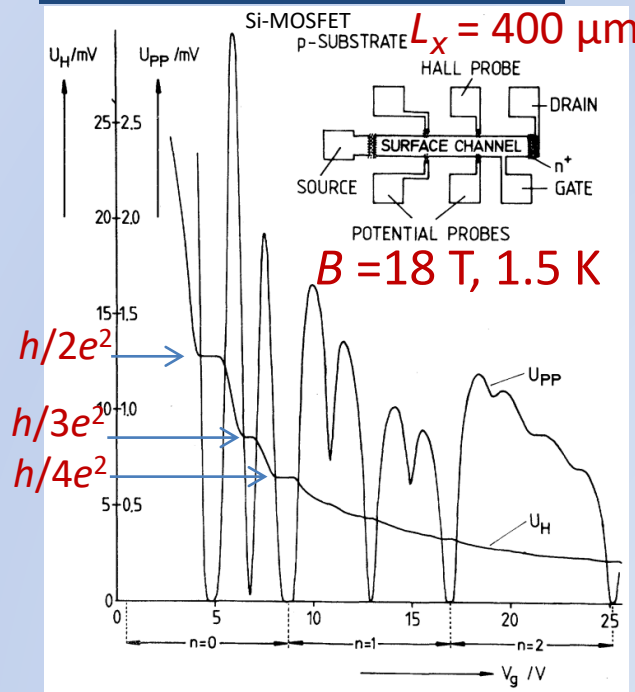 Si-MOSFET
p-SUBSTRATE
Lₓ = 400 µm
U_H/mV
U_PP/mV
HALL PROBE
DRAIN
SURFACE CHANNEL
n⁺
SOURCE
GATE
POTENTIAL PROBES
B =18 T, 1.5 K
25 2.5
20 2.0
15 1.5
h/2e²
h/3e²
10 1.0
h/4e²
5 0.5
U_PP
U_H
0
0 5 10 15 20 25
n=0 n=1 n=2
V_g /V